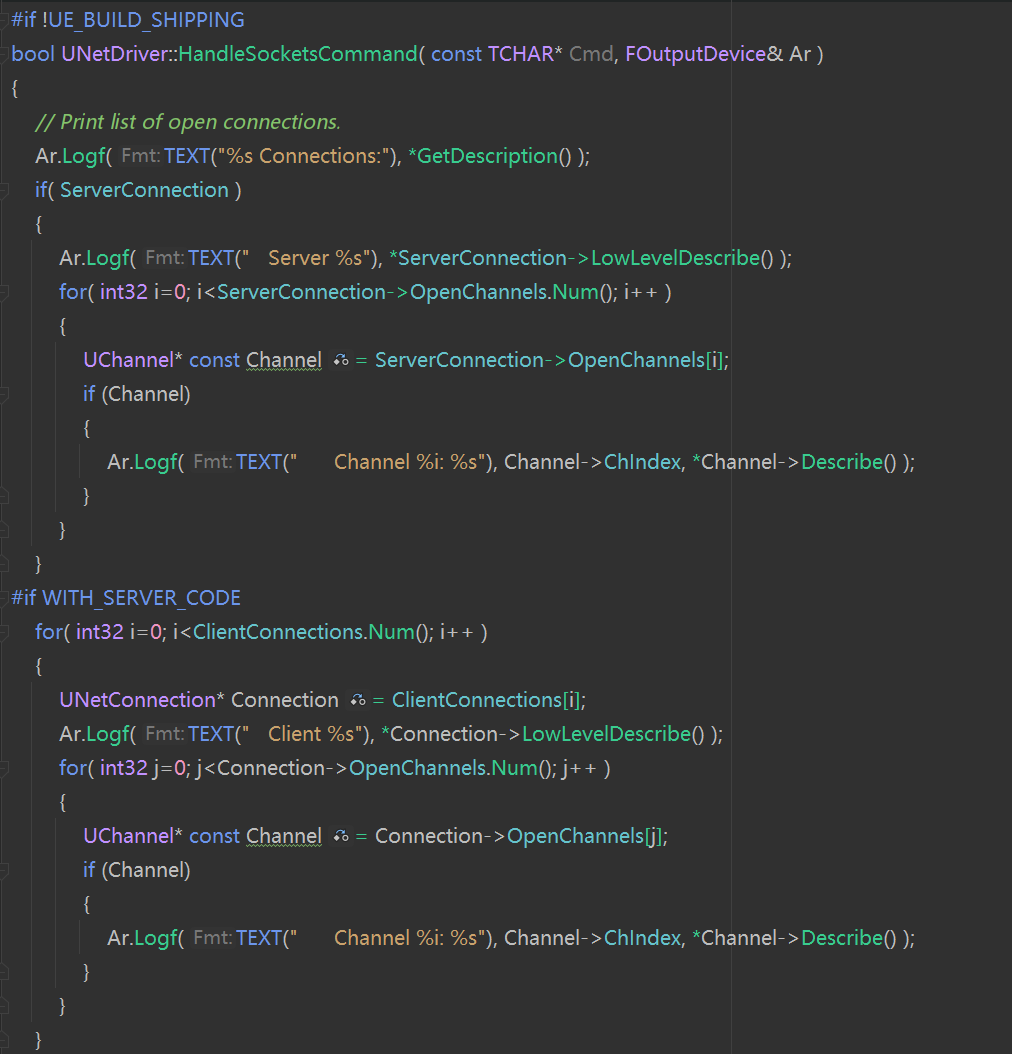 #if !UE_BUILD_SHIPPING
bool UNetDriver::HandleSocketsCommand( const TCHAR* Cmd, FOutputDevice& Ar )
{
// Print list of open connections.
Ar.Logf( Fmt: TEXT("%s Connections:"), *GetDescription() );
if( ServerConnection )
{
Ar.Logf( Fmt: TEXT("   Server %s"), *ServerConnection->LowLevelDescribe() );
for( int32 i=0; i<ServerConnection->OpenChannels.Num(); i++ )
{
UChannel* const Channel = ServerConnection->OpenChannels[i];
if (Channel)
{
Ar.Logf( Fmt: TEXT("      Channel %i: %s"), Channel->ChIndex, *Channel->Describe() );
}
}
}
#if WITH_SERVER_CODE
for( int32 i=0; i<ClientConnections.Num(); i++ )
{
UNetConnection* Connection = ClientConnections[i];
Ar.Logf( Fmt: TEXT("   Client %s"), *Connection->LowLevelDescribe() );
for( int32 j=0; j<Connection->OpenChannels.Num(); j++ )
{
UChannel* const Channel = Connection->OpenChannels[j];
if (Channel)
{
Ar.Logf( Fmt: TEXT("      Channel %i: %s"), Channel->ChIndex, *Channel->Describe() );
}
}
}